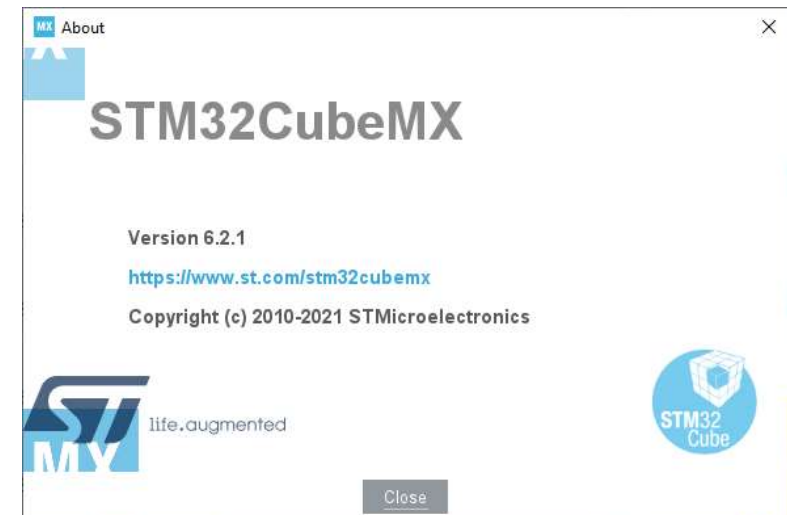 MX About
X
STM32CubeMX
Version 6.2.1
https://www.st.com/stm32cubemx
Copyright (c) 2010-2021 STMicroelectronics
ST
life.augmented
MX
STM32
Cube
Close